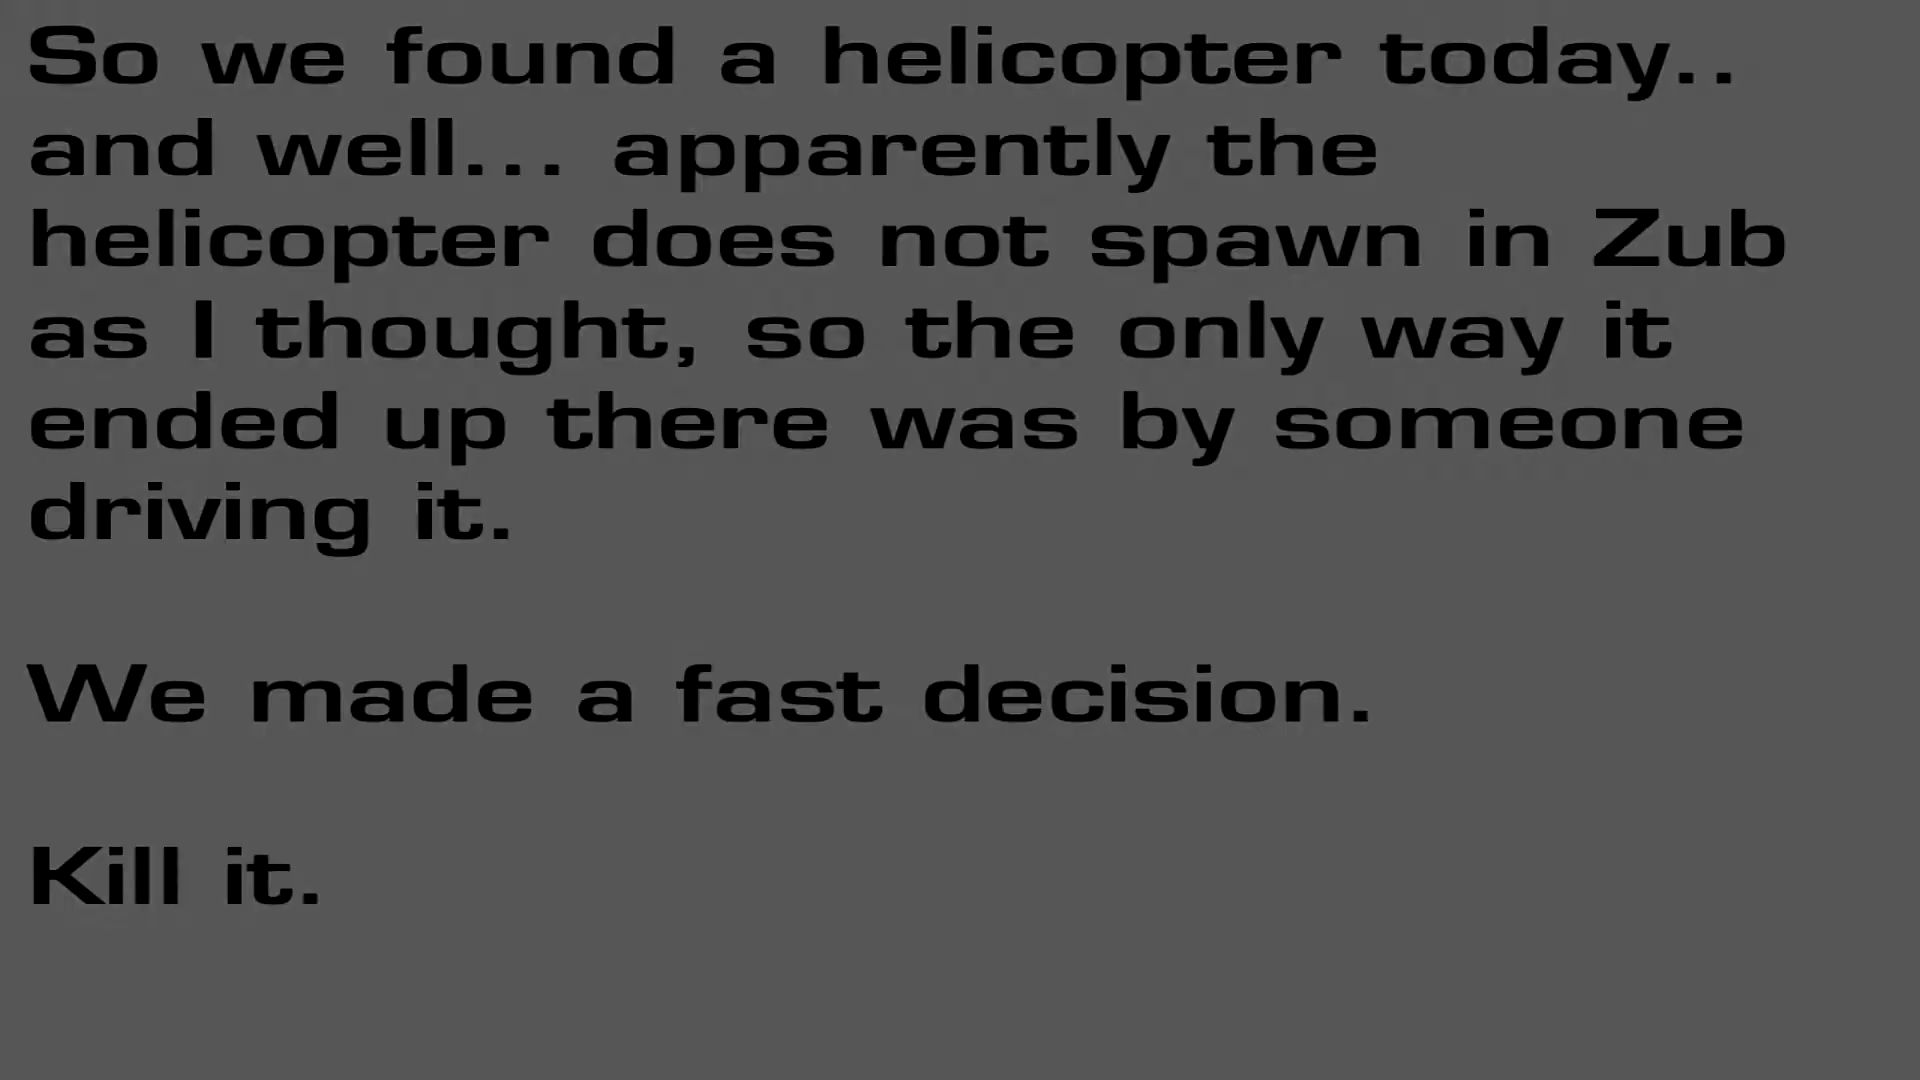 So we found a helicopter today..
and well... apparently the
helicopter does not spawn in Zub
as I thought, so the only way it
ended up there was by someone
driving it.
We made a fast decision.
Kill it.